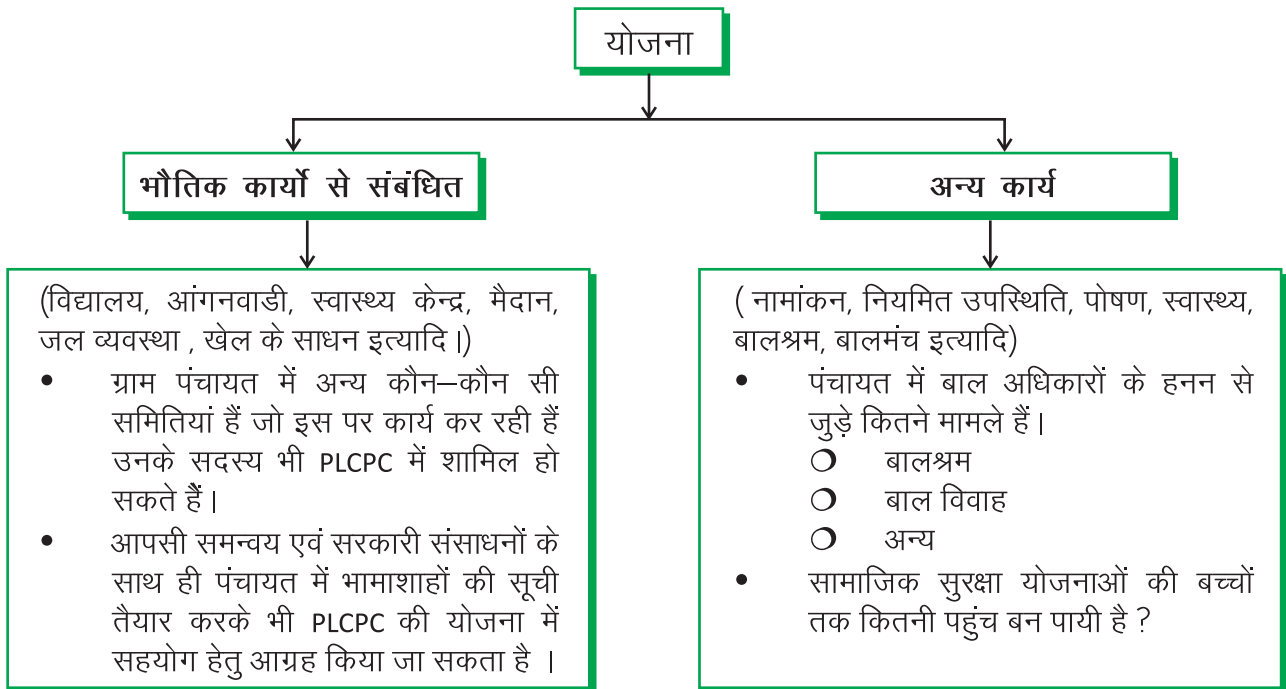 योजना
भौतिक कार्यो से संबंधित
(विद्यालय, आंगनवाडी, स्वास्थ्य केन्द्र, मैदान,
जल व्यवस्था , खेल के साधन इत्यादि ।)
• ग्राम पंचायत में अन्य कौन–कौन सी
समितियां हैं जो इस पर कार्य कर रही हैं
उनके सदस्य भी PLCPC में शामिल हो
सकते हैं ।
• आपसी समन्वय एवं सरकारी संसाधनों के
साथ ही पंचायत में भामाशाहों की सूची
तैयार करके भी PLCPC की योजना में
सहयोग हेतु आग्रह किया जा सकता है ।
अन्य कार्य
( नामांकन, नियमित उपस्थिति, पोषण, स्वास्थ्य,
बालश्रम, बालमंच इत्यादि)
• पंचायत में बाल अधिकारों के हनन से
जुड़े कितने मामले हैं ।
❍ बालश्रम
❍ बाल विवाह
❍ अन्य
• सामाजिक सुरक्षा योजनाओं की बच्चों
तक कितनी पहुंच बन पायी है ?